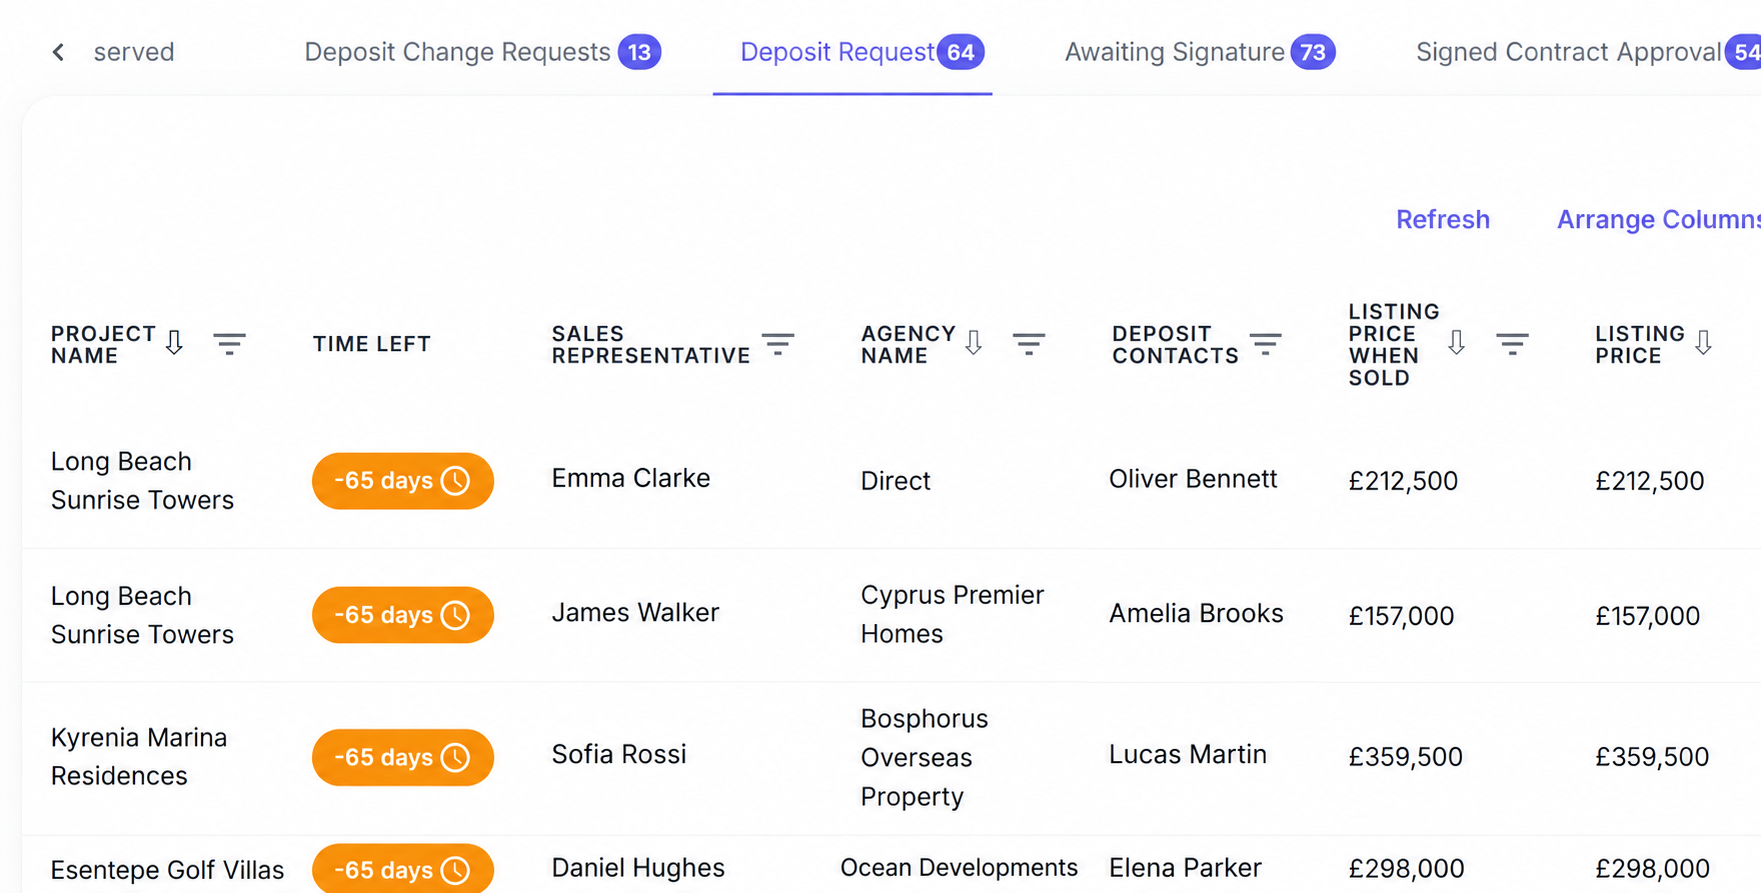 served
Deposit Change Requests 13
Deposit Request 64
Awaiting Signature 73
Signed Contract Approval 54
Refresh
Arrange Columns
PROJECT
NAME
TIME LEFT
SALES
REPRESENTATIVE
AGENCY
NAME
DEPOSIT
CONTACTS
LISTING
PRICE
WHEN
SOLD
LISTING
PRICE
Long Beach
Sunrise Towers
-65 days
Emma Clarke
Direct
Oliver Bennett
£212,500
£212,500
Long Beach
Sunrise Towers
-65 days
James Walker
Cyprus Premier
Homes
Amelia Brooks
£157,000
£157,000
Kyrenia Marina
Residences
-65 days
Sofia Rossi
Bosphorus
Overseas
Property
Lucas Martin
£359,500
£359,500
Esentepe Golf Villas
-65 days
Daniel Hughes
Ocean Developments
Elena Parker
£298,000
£298,000